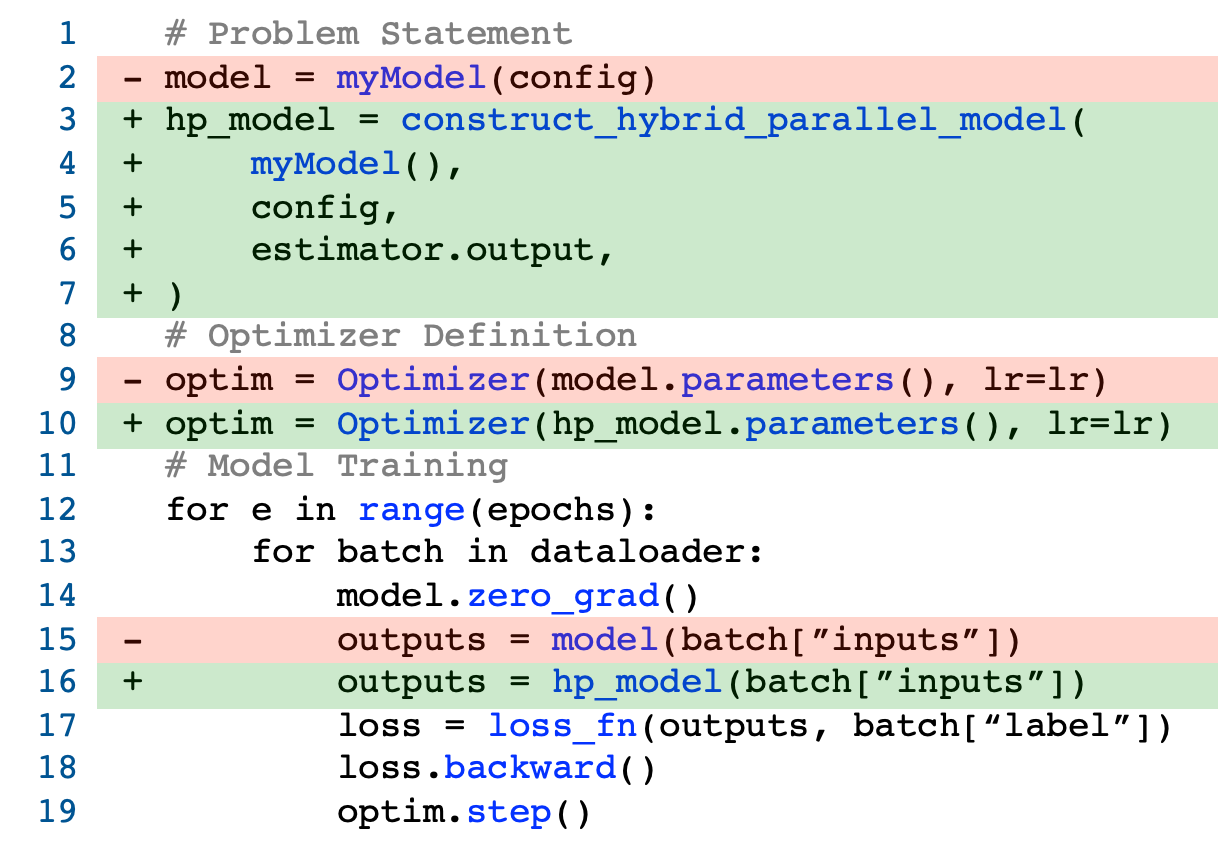 1 # Problem Statement
2 - model = myModel(config)
3 + hp_model = construct_hybrid_parallel_model(
4 + myModel(),
5 + config,
6 + estimator.output,
7 + )
8 # Optimizer Definition
9 - optim = Optimizer(model.parameters(), lr=lr)
10 + optim = Optimizer(hp_model.parameters(), lr=lr)
11 # Model Training
12 for e in range(epochs):
13 for batch in dataloader:
14 model.zero_grad()
15 - outputs = model(batch[”inputs”])
16 + outputs = hp_model(batch[”inputs”])
17 loss = loss_fn(outputs, batch[“label”])
18 loss.backward()
19 optim.step()